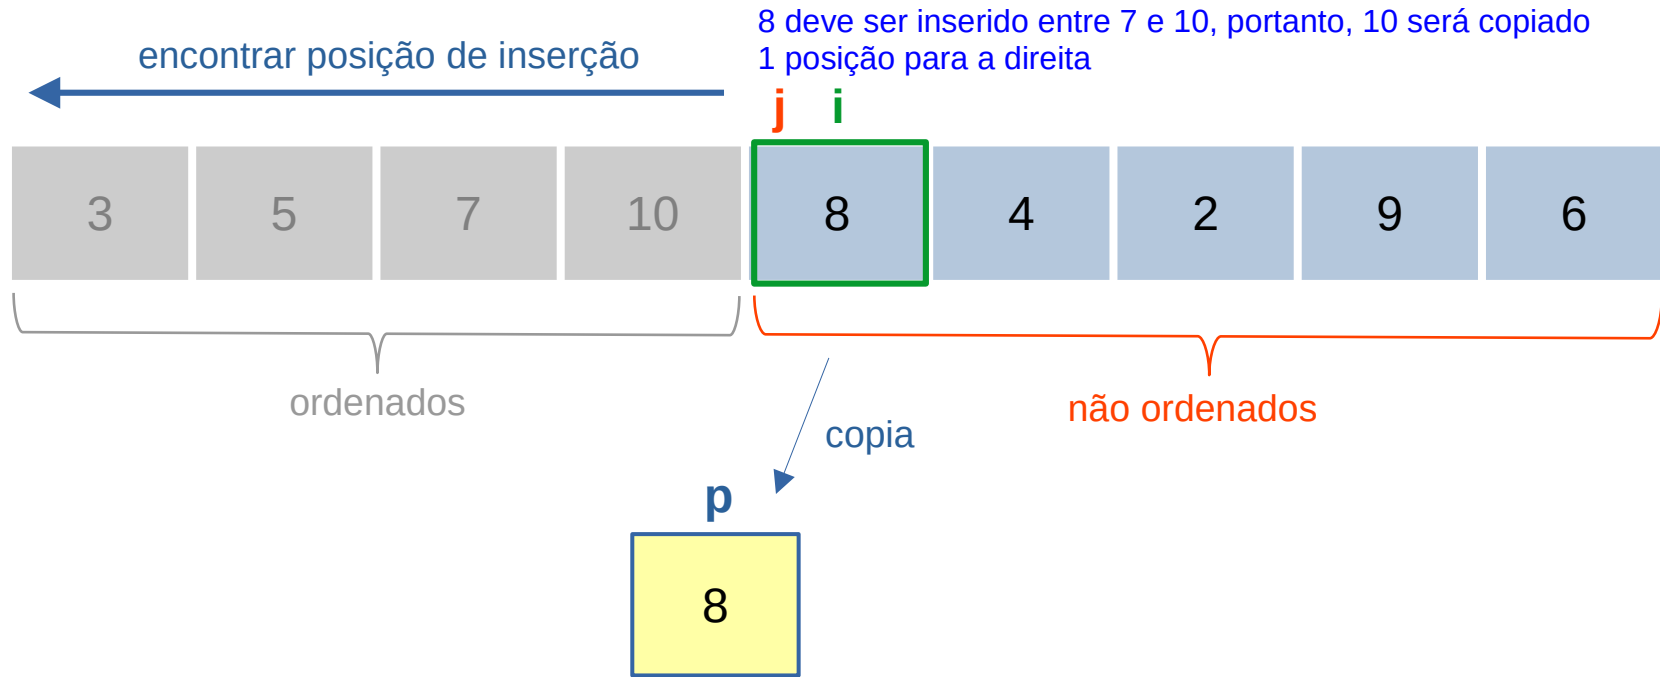 8 deve ser inserido entre 7 e 10, portanto, 10 será copiado
1 posição para a direita
encontrar posição de inserção
j i
3 5 7 10 8 4 2 9 6
ordenados
não ordenados
copia
p
8